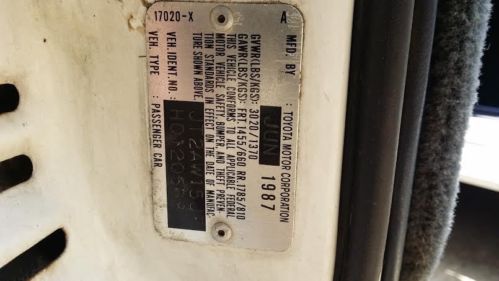 MFD. BY : TOYOTA MOTOR CORPORATION
JUN 1987
GVWR(LBS/KGS): 3020/1370
GAWR(LBS/KGS): FRT 1455/660 RR 1785/810
THIS VEHICLE CONFORMS TO ALL APPLICABLE FEDERAL
MOTOR VEHICLE SAFETY, BUMPER, AND THEFT PREVEN-
TION STANDARDS IN EFFECT ON THE DATE OF MANUFAC-
TURE SHOWN ABOVE.
VEH. IDENT. NO. :
VEH. TYPE : PASSENGER CAR
17020-X
A